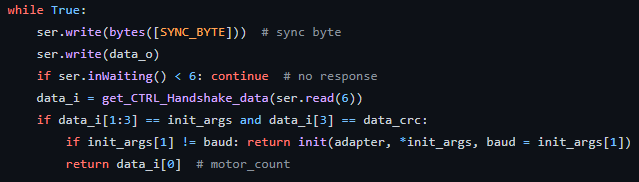 while True:
    ser.write(bytes([SYNC_BYTE]))  # sync byte
    ser.write(data_o)
    if ser.inWaiting() < 6: continue  # no response
    data_i = get_CTRL_Handshake_data(ser.read(6))
    if data_i[1:3] == init_args and data_i[3] == data_crc:
        if init_args[1] != baud: return init(adapter, *init_args, baud = init_args[1])
        return data_i[0]  # motor_count